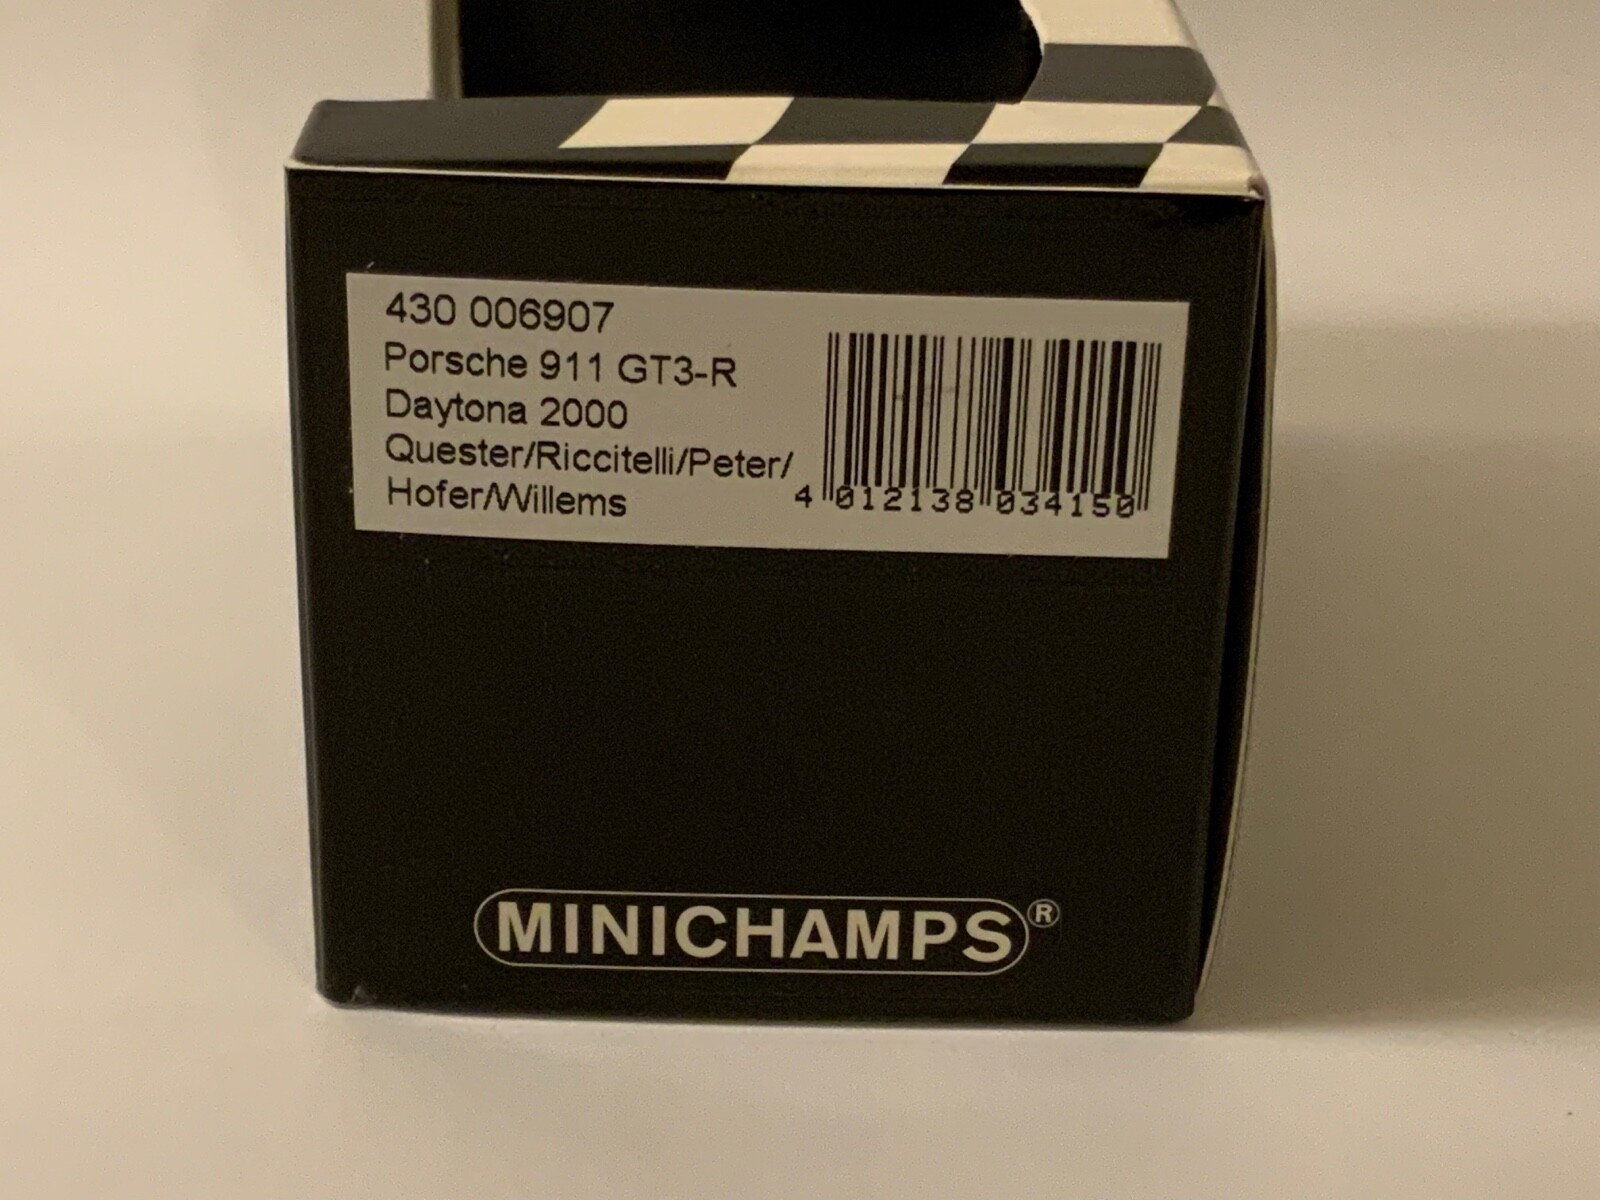 430 006907
Porsche 911 GT3-R
Daytona 2000
Quester/Riccitelli/Peter/
Hofer/Willems
4 012138 034150
MINICHAMPS®